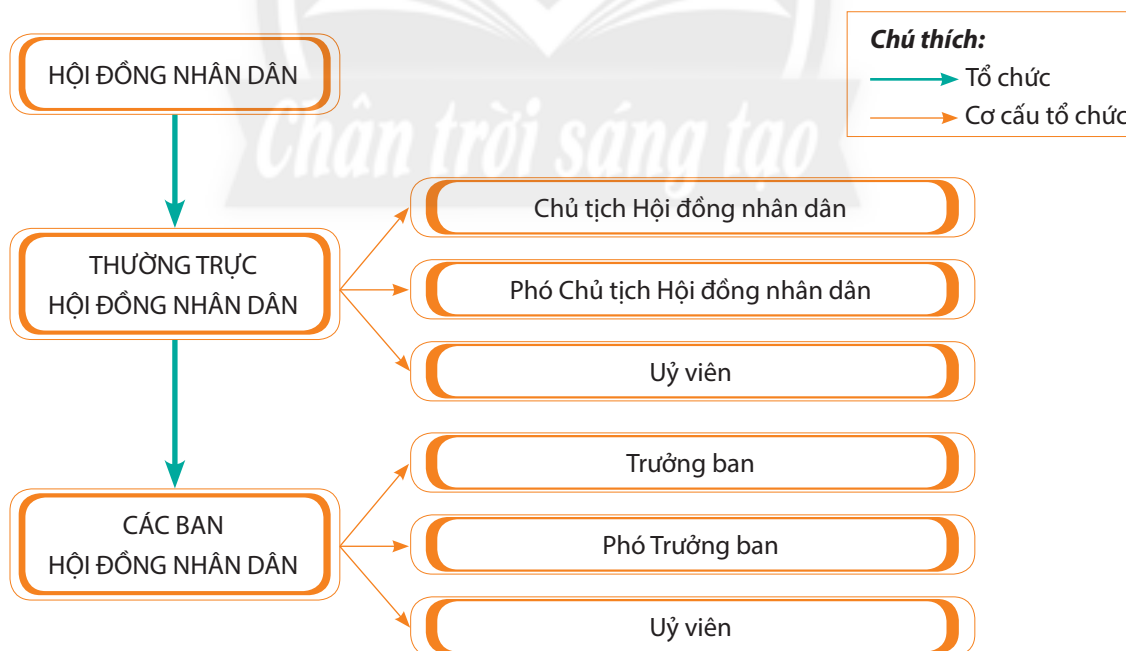 Chú thích:
Tổ chức
Cơ cấu tổ chức
HỘI ĐỒNG NHÂN DÂN
Chân trời sáng tạo
THƯỜNG TRỰC
HỘI ĐỒNG NHÂN DÂN
Chủ tịch Hội đồng nhân dân
Phó Chủ tịch Hội đồng nhân dân
Uỷ viên
CÁC BAN
HỘI ĐỒNG NHÂN DÂN
Trưởng ban
Phó Trưởng ban
Uỷ viên